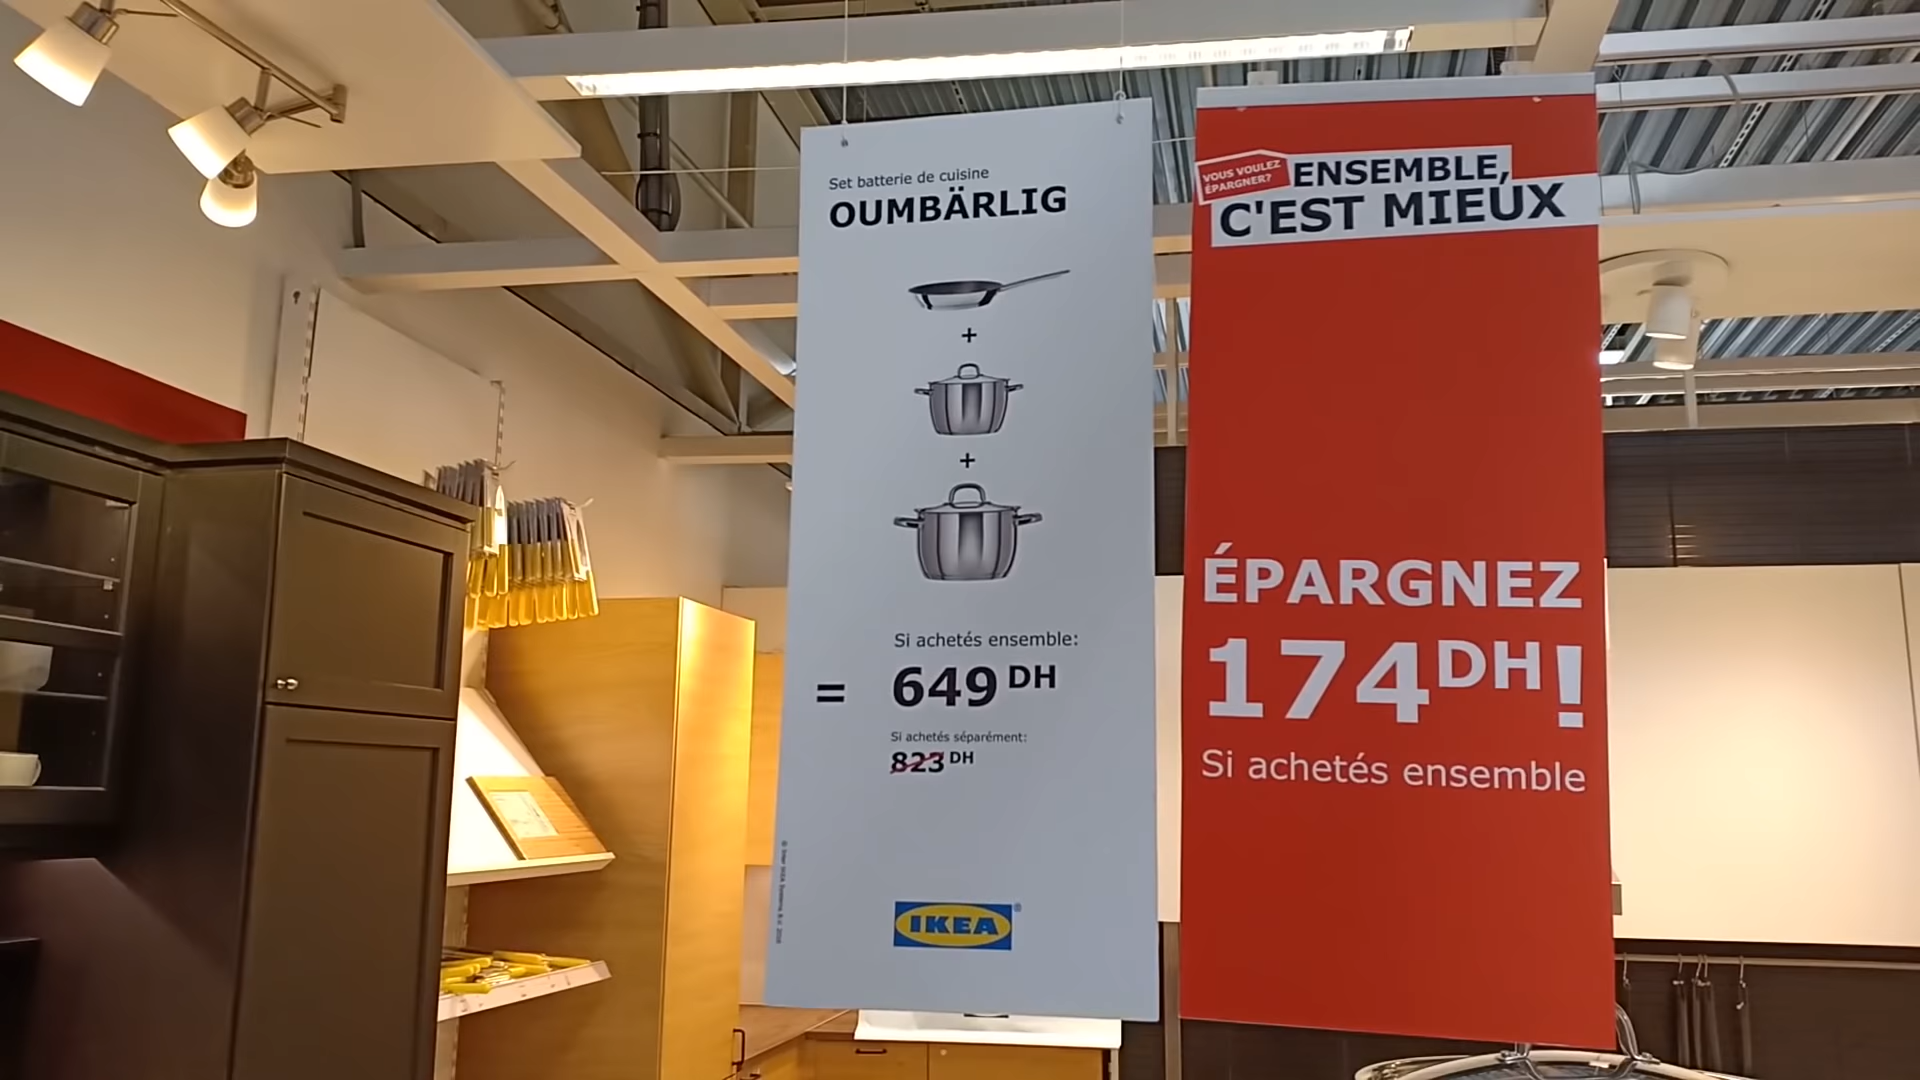 Set batterie de cuisine
OUMBÄRLIG
+
+
Si achetés ensemble:
= 649 DH
Si achetés séparément:
823 DH
IKEA®
VOUS VOULEZ
ÉPARGNER?
ENSEMBLE,
C'EST MIEUX
ÉPARGNEZ
174DH!
Si achetés ensemble